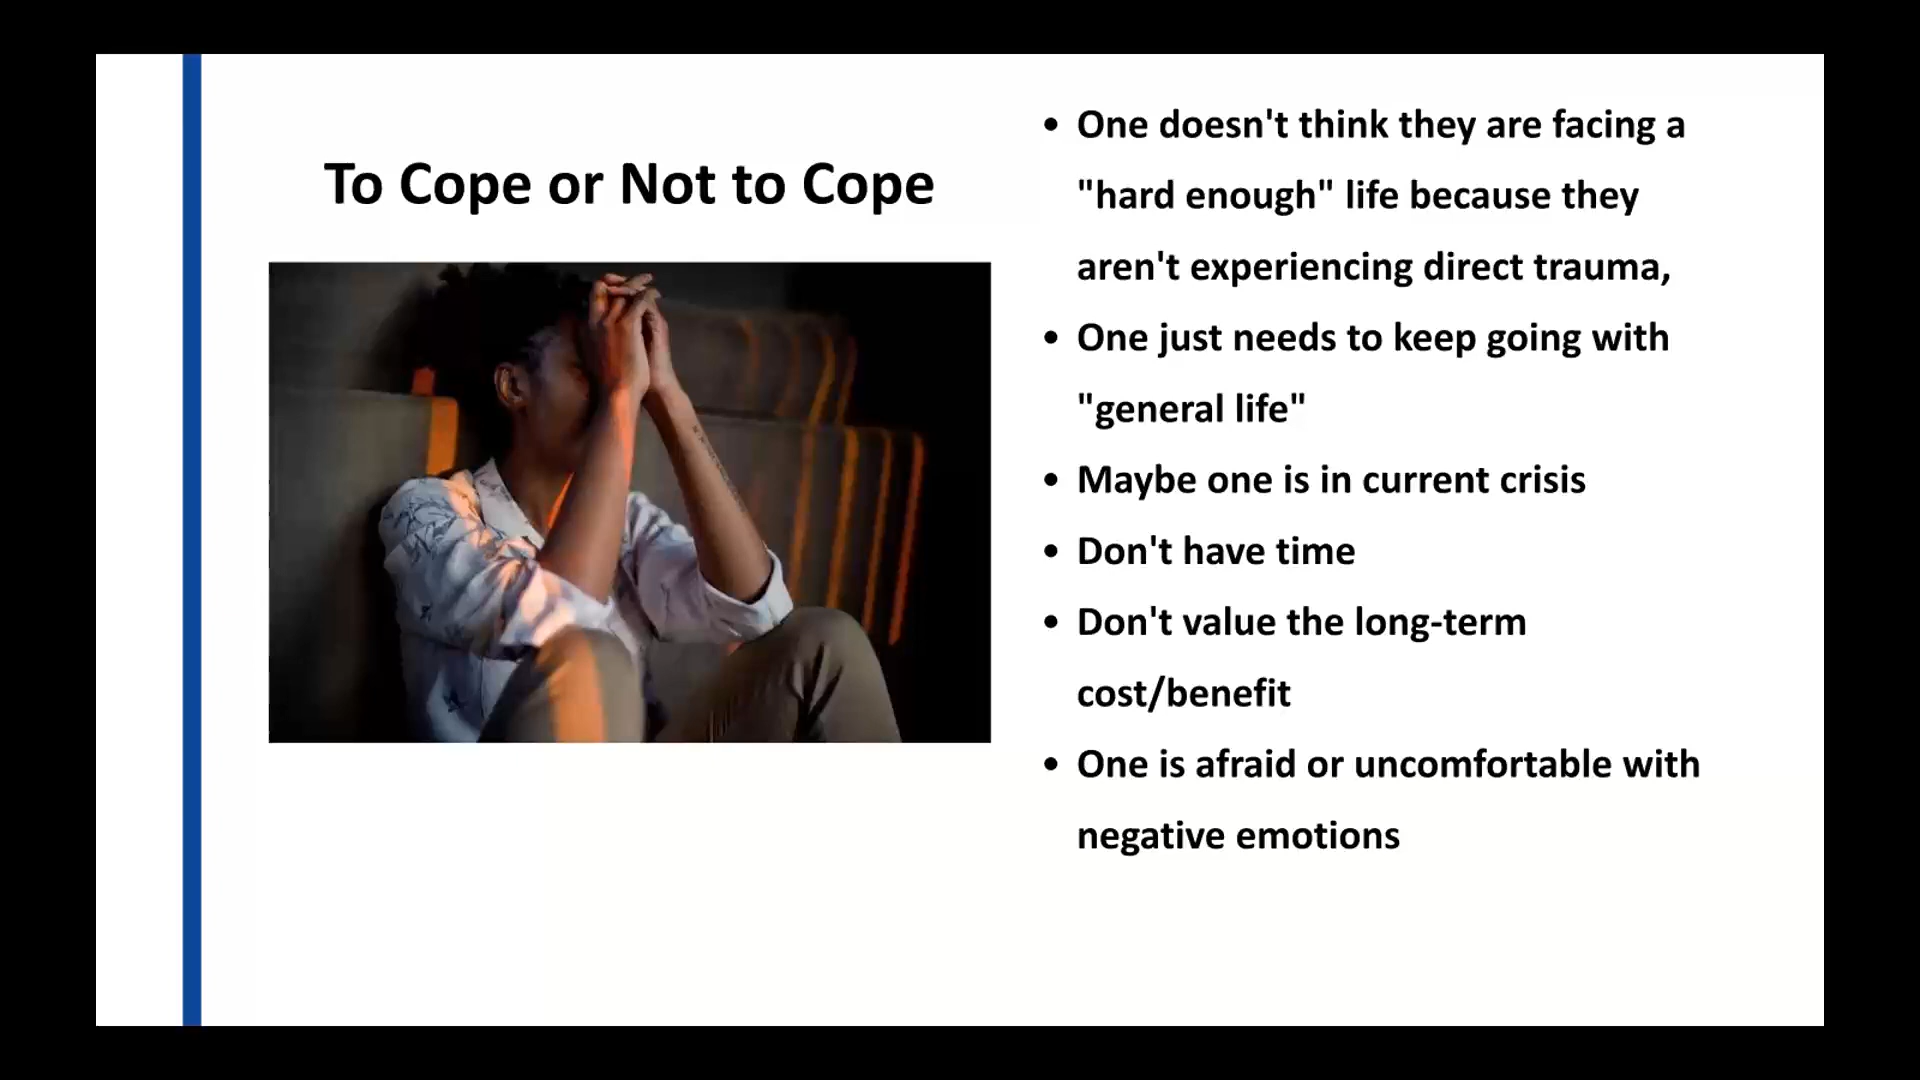 To Cope or Not to Cope
• One doesn't think they are facing a
"hard enough" life because they
aren't experiencing direct trauma,
• One just needs to keep going with
"general life"
• Maybe one is in current crisis
• Don't have time
• Don't value the long-term
cost/benefit
• One is afraid or uncomfortable with
negative emotions